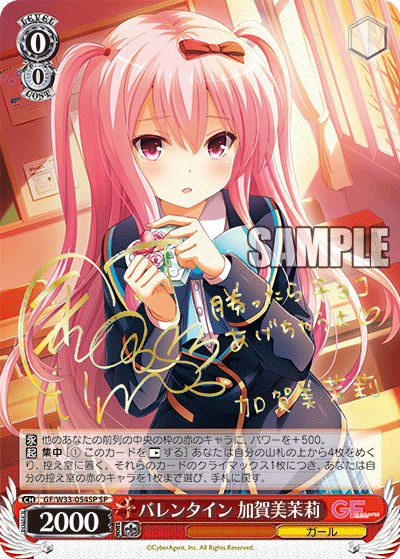 LEVEL
0
0
COST
SAMPLE
勝ったらチョコ
あげちゃう
加賀美茉莉
永 他のあなたの前列の中央の枠の赤のキャラに、パワーを＋500。
起 集中 [① このカードを する] あなたは自分の山札の上から4枚をめく
り、控え室に置く。それらのカードのクライマックス1枚につき、あなたは自
分の控え室の赤のキャラを1枚まで選び、手札に戻す。
CH GF/W33-054SP SP
バレンタイン 加賀美茉莉
GF
2000
ガール
©CyberAgent, Inc. All Rights Reserved.